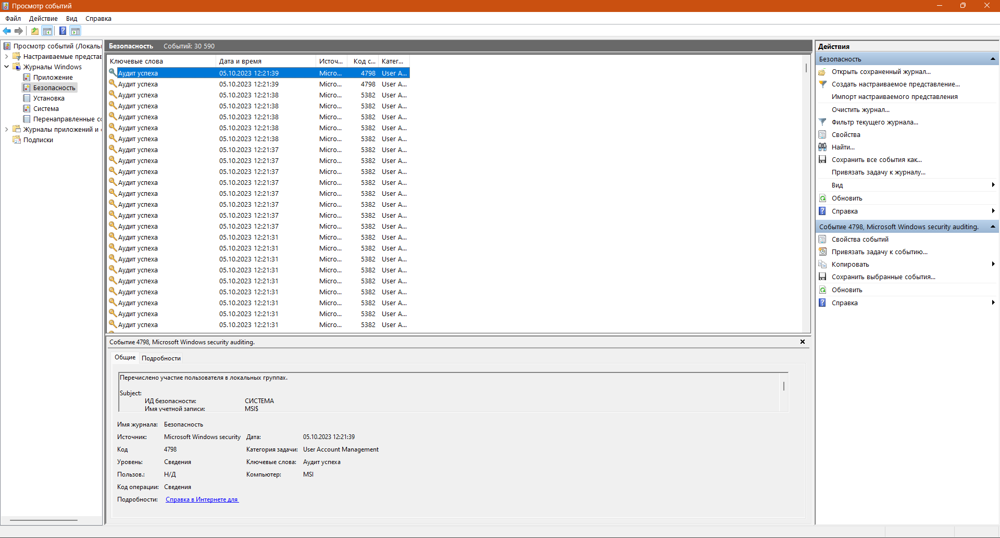 Просмотр событий
Файл Действие Вид Справка
Просмотр событий (Локаль
Настраиваемые представ
Журналы Windows
Приложение
Безопасность
Установка
Система
Перенаправленные со
Журналы приложений и
Подписки
Безопасность Событий: 30 590
Ключевые слова Дата и время Источ... Код с... Катег...
Аудит успеха 05.10.2023 12:21:39 Micro... 4798 User A...
Аудит успеха 05.10.2023 12:21:39 Micro... 4798 User A...
Аудит успеха 05.10.2023 12:21:38 Micro... 5382 User A...
Аудит успеха 05.10.2023 12:21:38 Micro... 5382 User A...
Аудит успеха 05.10.2023 12:21:38 Micro... 5382 User A...
Аудит успеха 05.10.2023 12:21:38 Micro... 5382 User A...
Аудит успеха 05.10.2023 12:21:38 Micro... 5382 User A...
Аудит успеха 05.10.2023 12:21:37 Micro... 5382 User A...
Аудит успеха 05.10.2023 12:21:37 Micro... 5382 User A...
Аудит успеха 05.10.2023 12:21:37 Micro... 5382 User A...
Аудит успеха 05.10.2023 12:21:37 Micro... 5382 User A...
Аудит успеха 05.10.2023 12:21:37 Micro... 5382 User A...
Аудит успеха 05.10.2023 12:21:37 Micro... 5382 User A...
Аудит успеха 05.10.2023 12:21:37 Micro... 5382 User A...
Аудит успеха 05.10.2023 12:21:37 Micro... 5382 User A...
Аудит успеха 05.10.2023 12:21:31 Micro... 5382 User A...
Аудит успеха 05.10.2023 12:21:31 Micro... 5382 User A...
Аудит успеха 05.10.2023 12:21:31 Micro... 5382 User A...
Аудит успеха 05.10.2023 12:21:31 Micro... 5382 User A...
Аудит успеха 05.10.2023 12:21:31 Micro... 5382 User A...
Аудит успеха 05.10.2023 12:21:31 Micro... 5382 User A...
Аудит успеха 05.10.2023 12:21:31 Micro... 5382 User A...
Аудит успеха 05.10.2023 12:21:31 Micro... 5382 User A...
Аудит успеха 05.10.2023 12:21:31 Micro... 5382 User A...
Событие 4798, Microsoft Windows security auditing.
Общие Подробности
Перечислено участие пользователя в локальных группах.
Subject:
ИД безопасности: СИСТЕМА
Имя учетной записи: MSI$
Имя журнала: Безопасность
Источник: Microsoft Windows security Дата: 05.10.2023 12:21:39
Код 4798 Категория задачи: User Account Management
Уровень: Сведения Ключевые слова: Аудит успеха
Пользов.: Н/Д Компьютер: MSI
Код операции: Сведения
Подробности: Справка в Интернете для
Действия
Безопасность
Открыть сохраненный журнал...
Создать настраиваемое представление...
Импорт настраиваемого представления
Очистить журнал...
Фильтр текущего журнала...
Свойства
Найти...
Сохранить все события как...
Привязать задачу к журналу...
Вид
Обновить
Справка
Событие 4798, Microsoft Windows security auditing.
Свойства событий
Привязать задачу к событию...
Копировать
Сохранить выбранные события...
Обновить
Справка